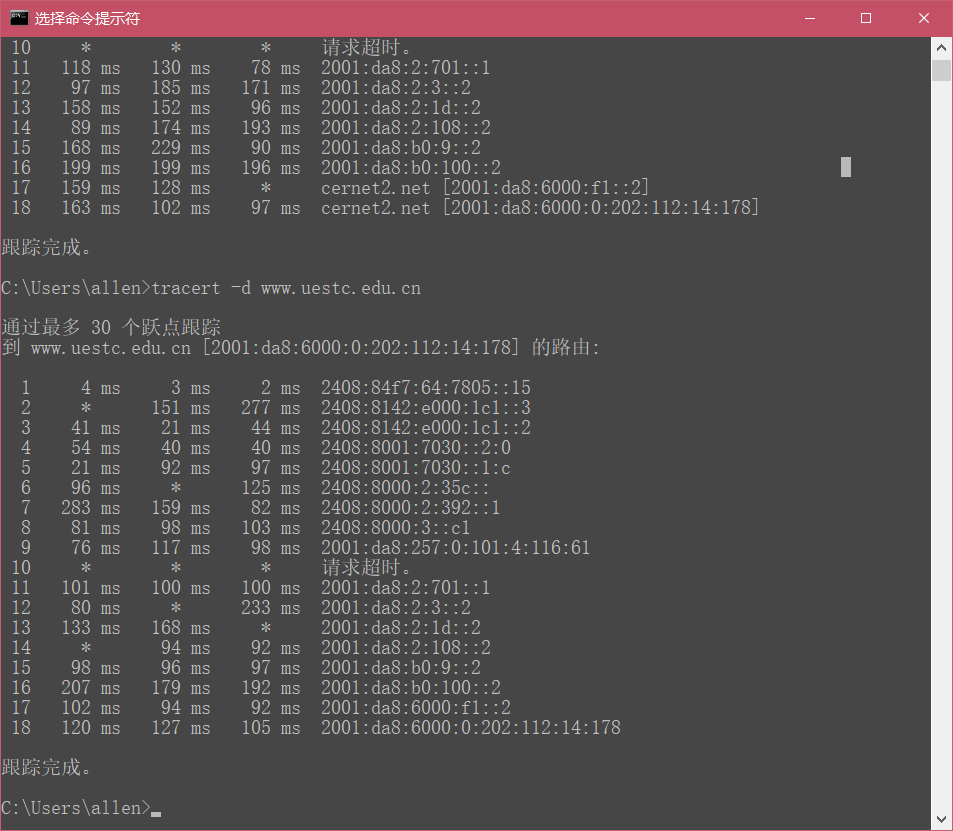 选择命令提示符
10 * * * 请求超时。
11 118 ms 130 ms 78 ms 2001:da8:2:701::1
12 97 ms 185 ms 171 ms 2001:da8:2:3::2
13 158 ms 152 ms 96 ms 2001:da8:2:1d::2
14 89 ms 174 ms 193 ms 2001:da8:2:108::2
15 168 ms 229 ms 90 ms 2001:da8:b0:9::2
16 199 ms 199 ms 196 ms 2001:da8:b0:100::2
17 159 ms 128 ms * cernet2.net [2001:da8:6000:f1::2]
18 163 ms 102 ms 97 ms cernet2.net [2001:da8:6000:0:202:112:14:178]
跟踪完成。
C:\Users\allen>tracert -d www.uestc.edu.cn
通过最多 30 个跃点跟踪
到 www.uestc.edu.cn [2001:da8:6000:0:202:112:14:178] 的路由:
1 4 ms 3 ms 2 ms 2408:84f7:64:7805::15
2 * 151 ms 277 ms 2408:8142:e000:1c1::3
3 41 ms 21 ms 44 ms 2408:8142:e000:1c1::2
4 54 ms 40 ms 40 ms 2408:8001:7030::2:0
5 21 ms 92 ms 97 ms 2408:8001:7030::1:c
6 96 ms * 125 ms 2408:8000:2:35c::
7 283 ms 159 ms 82 ms 2408:8000:2:392::1
8 81 ms 98 ms 103 ms 2408:8000:3::c1
9 76 ms 117 ms 98 ms 2001:da8:257:0:101:4:116:61
10 * * * 请求超时。
11 101 ms 100 ms 100 ms 2001:da8:2:701::1
12 80 ms * 233 ms 2001:da8:2:3::2
13 133 ms 168 ms * 2001:da8:2:1d::2
14 * 94 ms 92 ms 2001:da8:2:108::2
15 98 ms 96 ms 97 ms 2001:da8:b0:9::2
16 207 ms 179 ms 192 ms 2001:da8:b0:100::2
17 102 ms 94 ms 92 ms 2001:da8:6000:f1::2
18 120 ms 127 ms 105 ms 2001:da8:6000:0:202:112:14:178
跟踪完成。
C:\Users\allen>